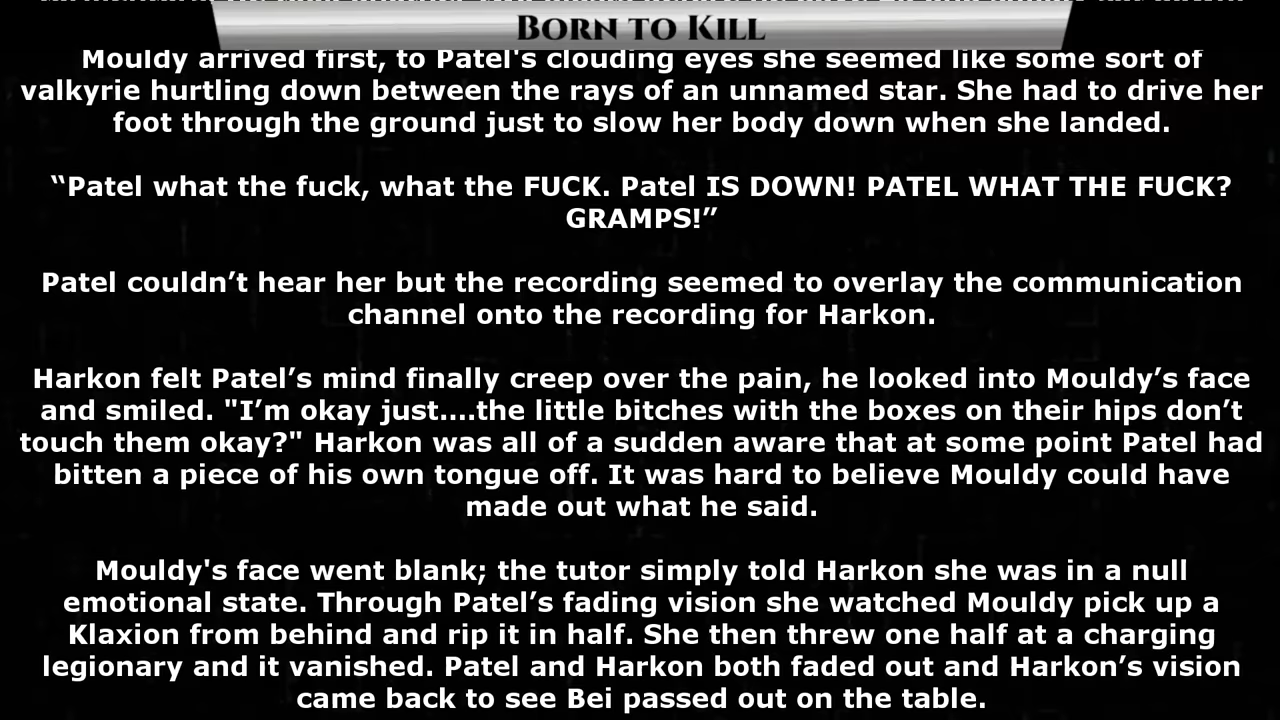 Born to Kill
Mouldy arrived first, to Patel's clouding eyes she seemed like some sort of
valkyrie hurtling down between the rays of an unnamed star. She had to drive her
foot through the ground just to slow her body down when she landed.
“Patel what the fuck, what the FUCK. Patel IS DOWN! PATEL WHAT THE FUCK?
GRAMPS!”
Patel couldn’t hear her but the recording seemed to overlay the communication
channel onto the recording for Harkon.
Harkon felt Patel’s mind finally creep over the pain, he looked into Mouldy’s face
and smiled. "I’m okay just....the little bitches with the boxes on their hips don’t
touch them okay?" Harkon was all of a sudden aware that at some point Patel had
bitten a piece of his own tongue off. It was hard to believe Mouldy could have
made out what he said.
Mouldy's face went blank; the tutor simply told Harkon she was in a null
emotional state. Through Patel’s fading vision she watched Mouldy pick up a
Klaxion from behind and rip it in half. She then threw one half at a charging
legionary and it vanished. Patel and Harkon both faded out and Harkon’s vision
came back to see Bei passed out on the table.